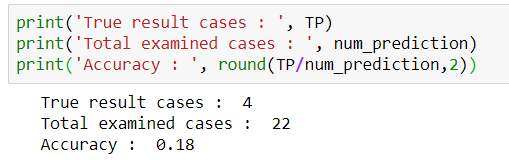 print('True result cases : ', TP)
print('Total examined cases : ', num_prediction)
print('Accuracy : ', round(TP/num_prediction,2))
True result cases :  4
Total examined cases :  22
Accuracy :  0.18